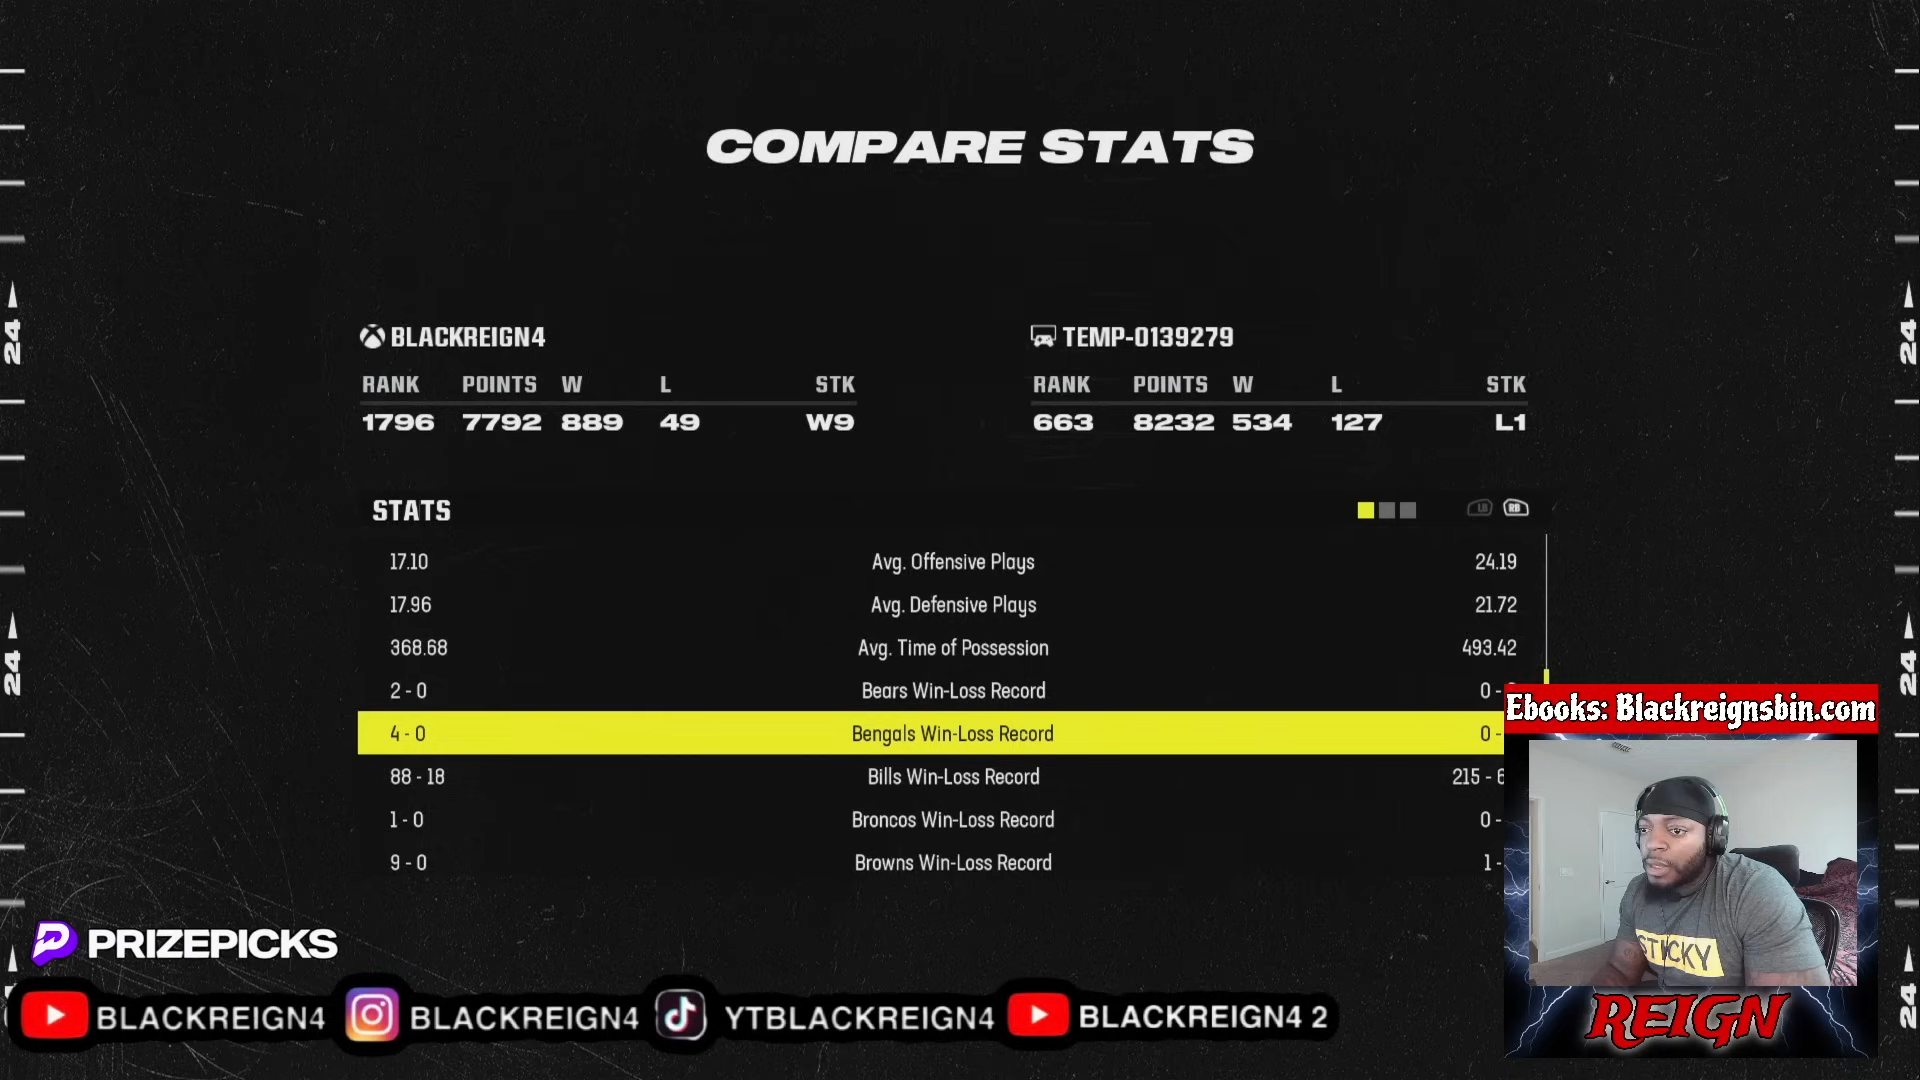 COMPARE STATS
BLACKREIGN4
RANK POINTS W L STK
1796 7792 889 49 W9
TEMP-0139279
RANK POINTS W L STK
663 8232 534 127 L1
STATS
LB RB
17.10 Avg. Offensive Plays 24.19
17.96 Avg. Defensive Plays 21.72
368.68 Avg. Time of Possession 493.42
2 - 0 Bears Win-Loss Record 0 -
4 - 0 Bengals Win-Loss Record 0 -
88 - 18 Bills Win-Loss Record 215 -
1 - 0 Broncos Win-Loss Record 0 -
9 - 0 Browns Win-Loss Record 1 -
24
24
24
24
24
24
Ebooks: Blackreignsbin.com
STICKY
REIGN
PRIZEPICKS
BLACKREIGN4
BLACKREIGN4
YTBLACKREIGN4
BLACKREIGN4 2